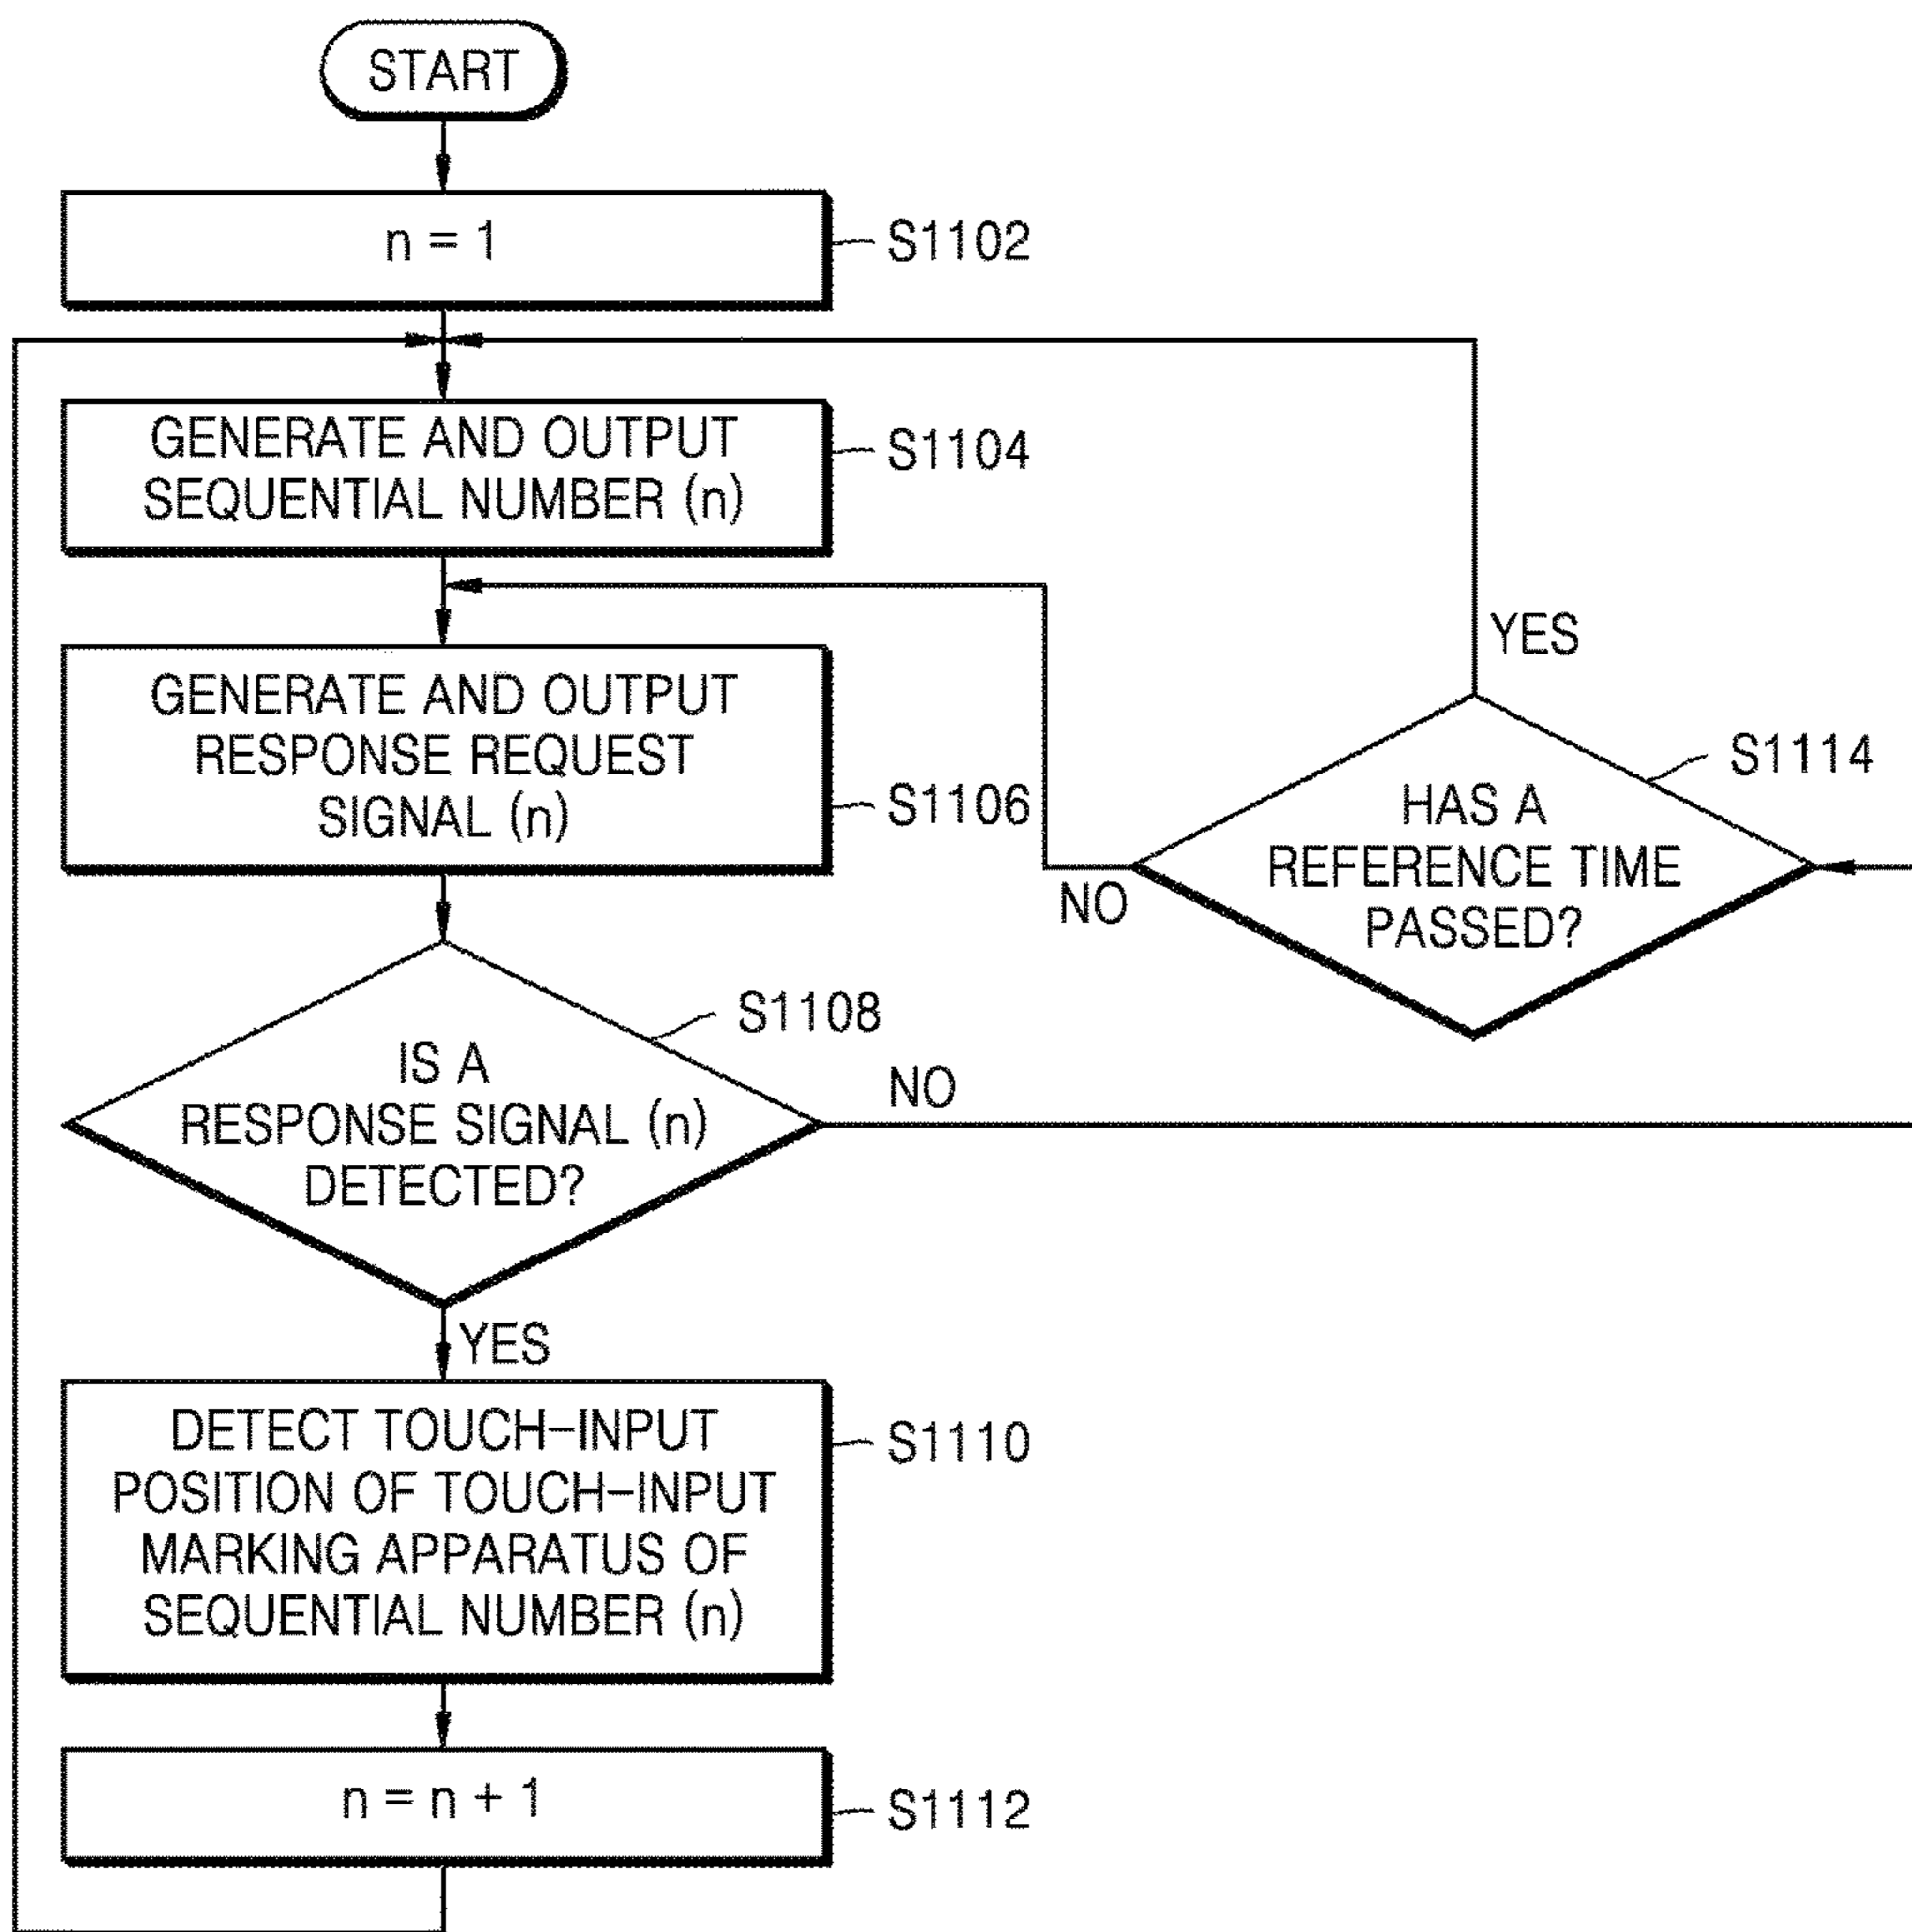 START
n = 1
S1102
GENERATE AND OUTPUT
SEQUENTIAL NUMBER (n)
S1104
GENERATE AND OUTPUT
RESPONSE REQUEST
SIGNAL (n)
S1106
YES
S1114
HAS A
REFERENCE TIME
PASSED?
NO
S1108
IS A
RESPONSE SIGNAL (n)
DETECTED?
NO
YES
DETECT TOUCH-INPUT
POSITION OF TOUCH-INPUT
MARKING APPARATUS OF
SEQUENTIAL NUMBER (n)
S1110
n = n + 1
S1112